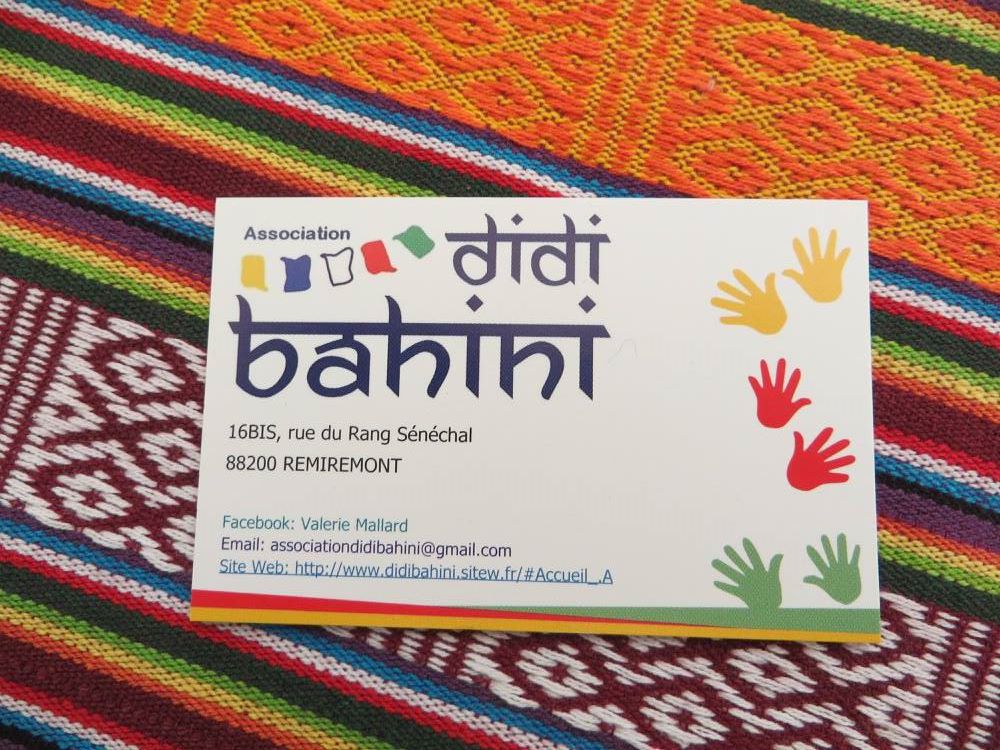 Association
didi
bahini
16BIS, rue du Rang Sénéchal
88200 REMIREMONT
Facebook: Valerie Mallard
Email: associationdidibahini@gmail.com
Site Web: http://www.didibahini.sitew.fr/#Accueil_.A